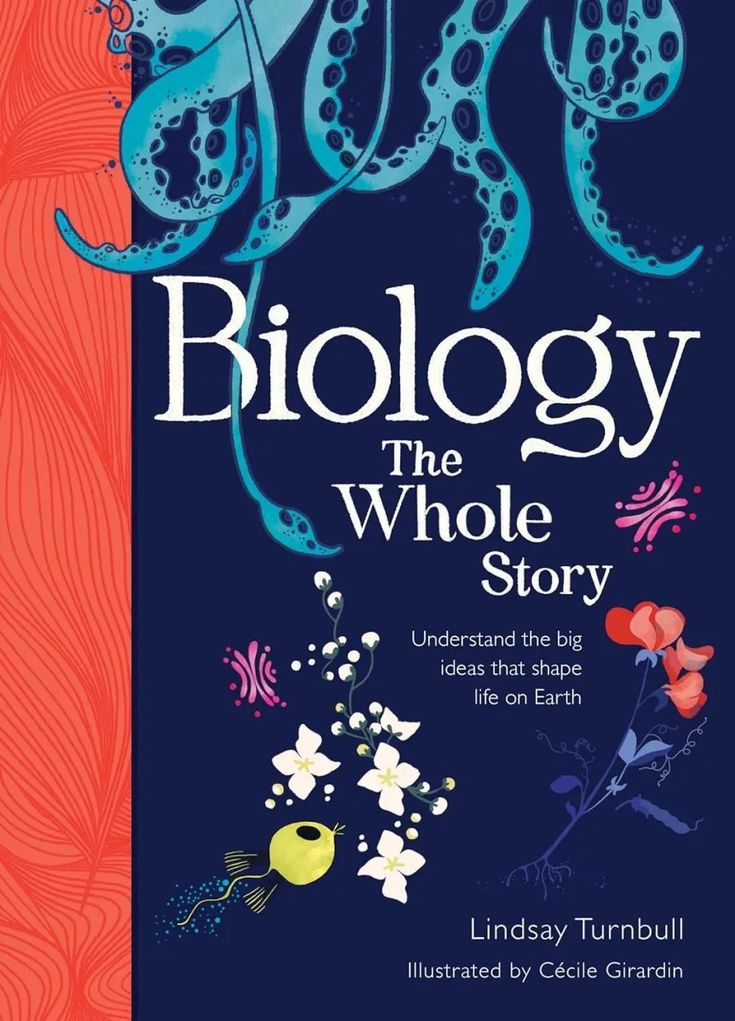 Biology
The
Whole
Story
Understand the big
ideas that shape
life on Earth
Lindsay Turnbull
Illustrated by Cécile Girardin